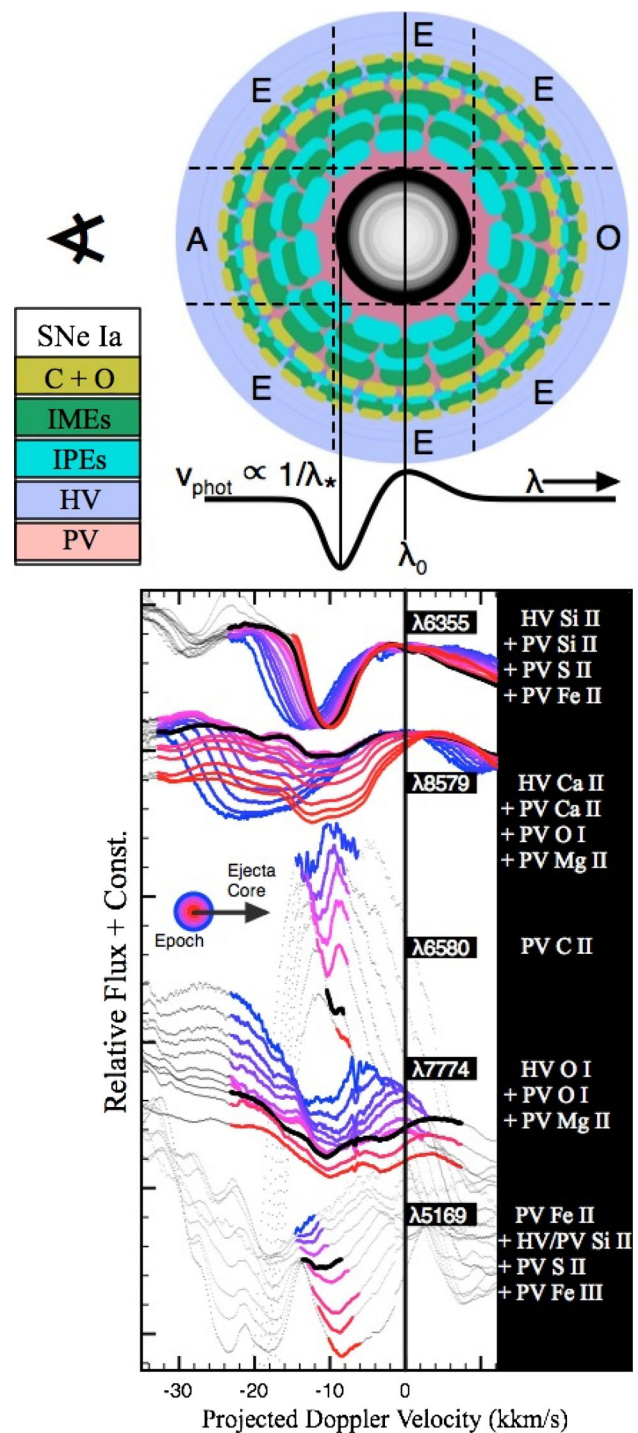 E
E
E
A
O
E
E
E
SNe Ia
C + O
IMEs
IPEs
HV
PV
v_phot ∝ 1/λ*
λ
λ₀
λ6355
HV Si II
+ PV Si II
+ PV S II
+ PV Fe II
λ8579
HV Ca II
+ PV Ca II
+ PV O I
+ PV Mg II
Ejecta
Core
Epoch
λ6580
PV C II
λ7774
HV O I
+ PV O I
+ PV Mg II
λ5169
PV Fe II
+ HV/PV Si II
+ PV S II
+ PV Fe III
Relative Flux + Const.
-30 -20 -10 0
Projected Doppler Velocity (kkm/s)